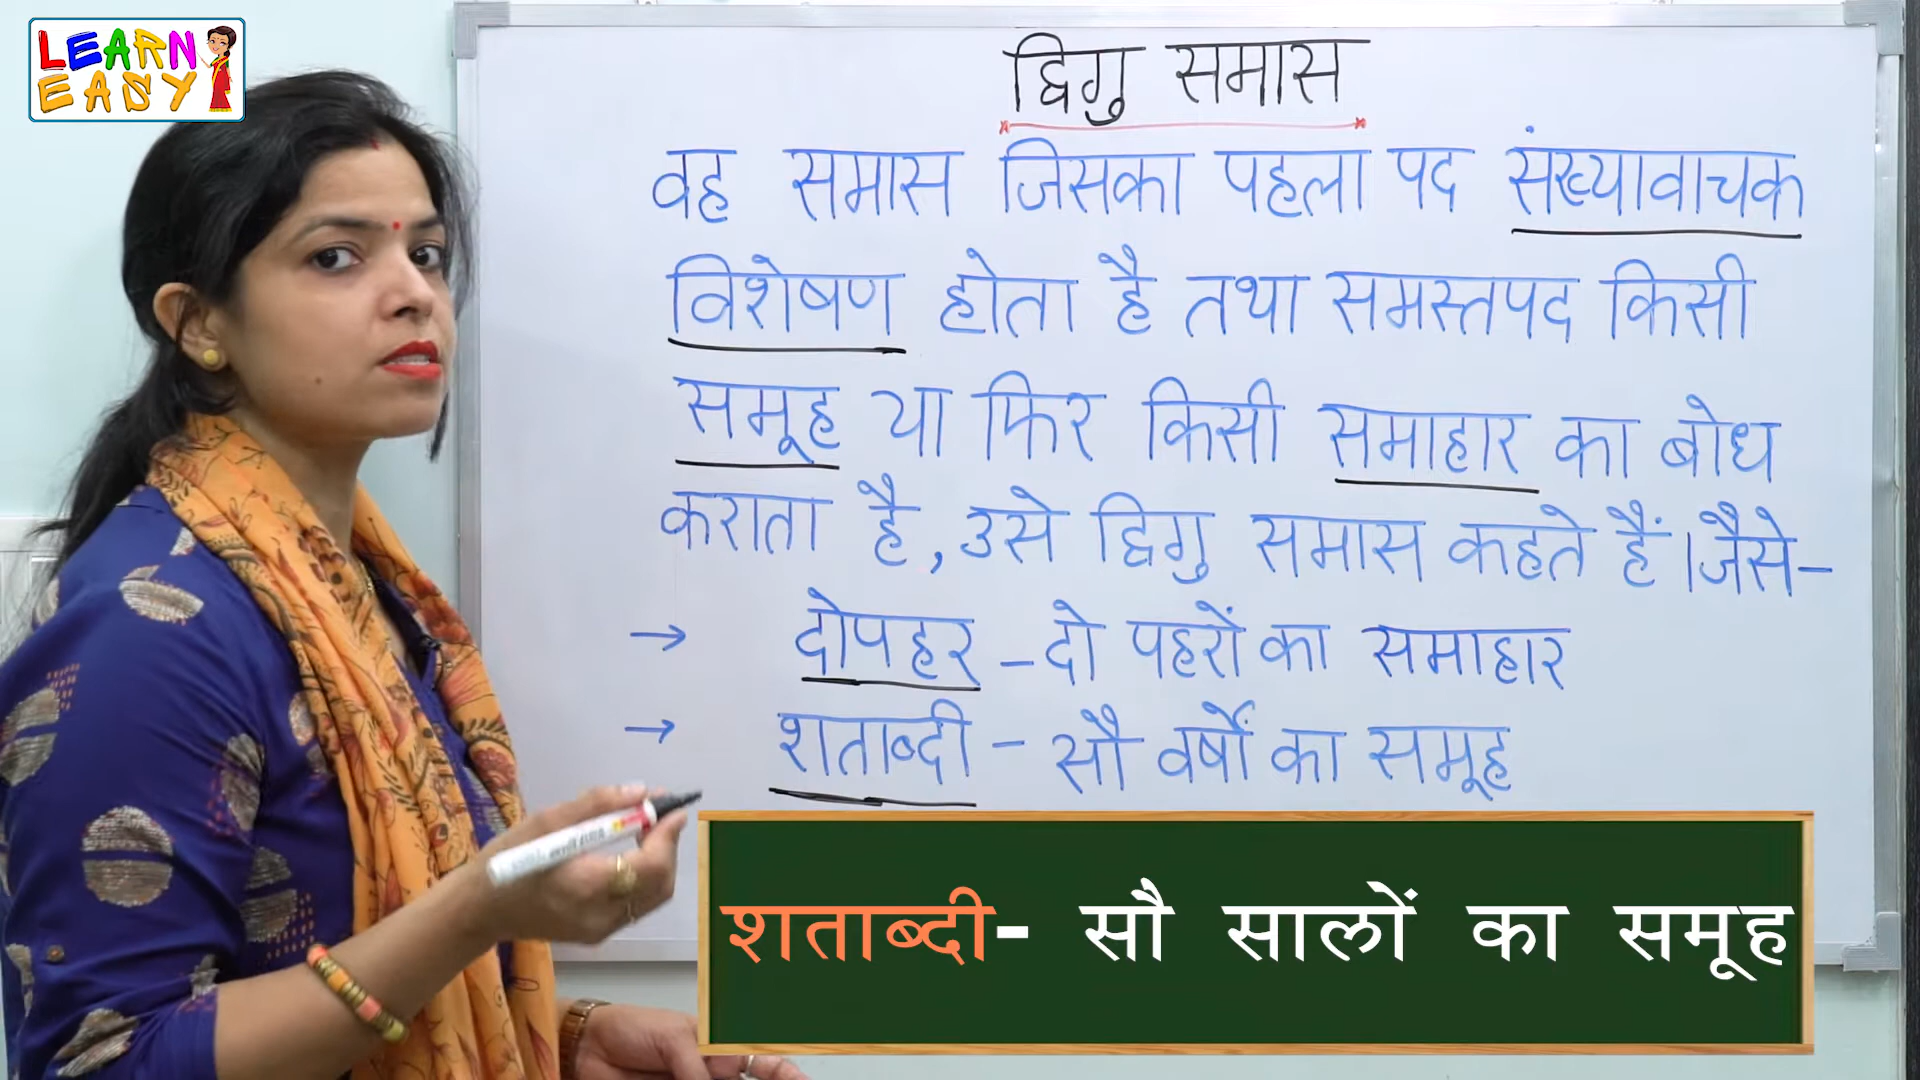 LEARN
EASY
द्विगु समास
वह समास जिसका पहला पद संख्यावाचक
विशेषण होता है तथा समस्तपद किसी
समूह या फिर किसी समाहार का बोध
कराता है, उसे द्विगु समास कहते हैं। जैसे-
→ दोपहर - दो पहरों का समाहार
→ शताब्दी - सौ वर्षों का समूह
शताब्दी- सौ सालों का समूह